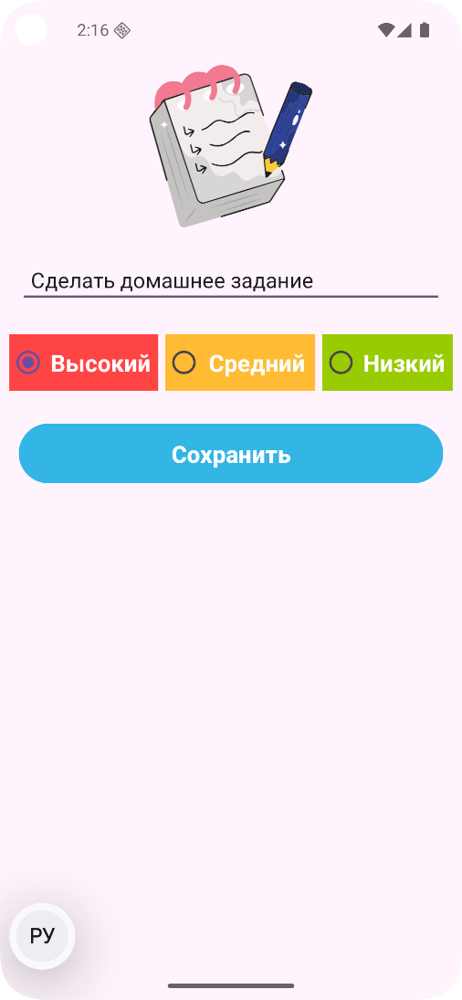 2:16
Сделать домашнее задание
Высокий Средний Низкий
Сохранить
РУ